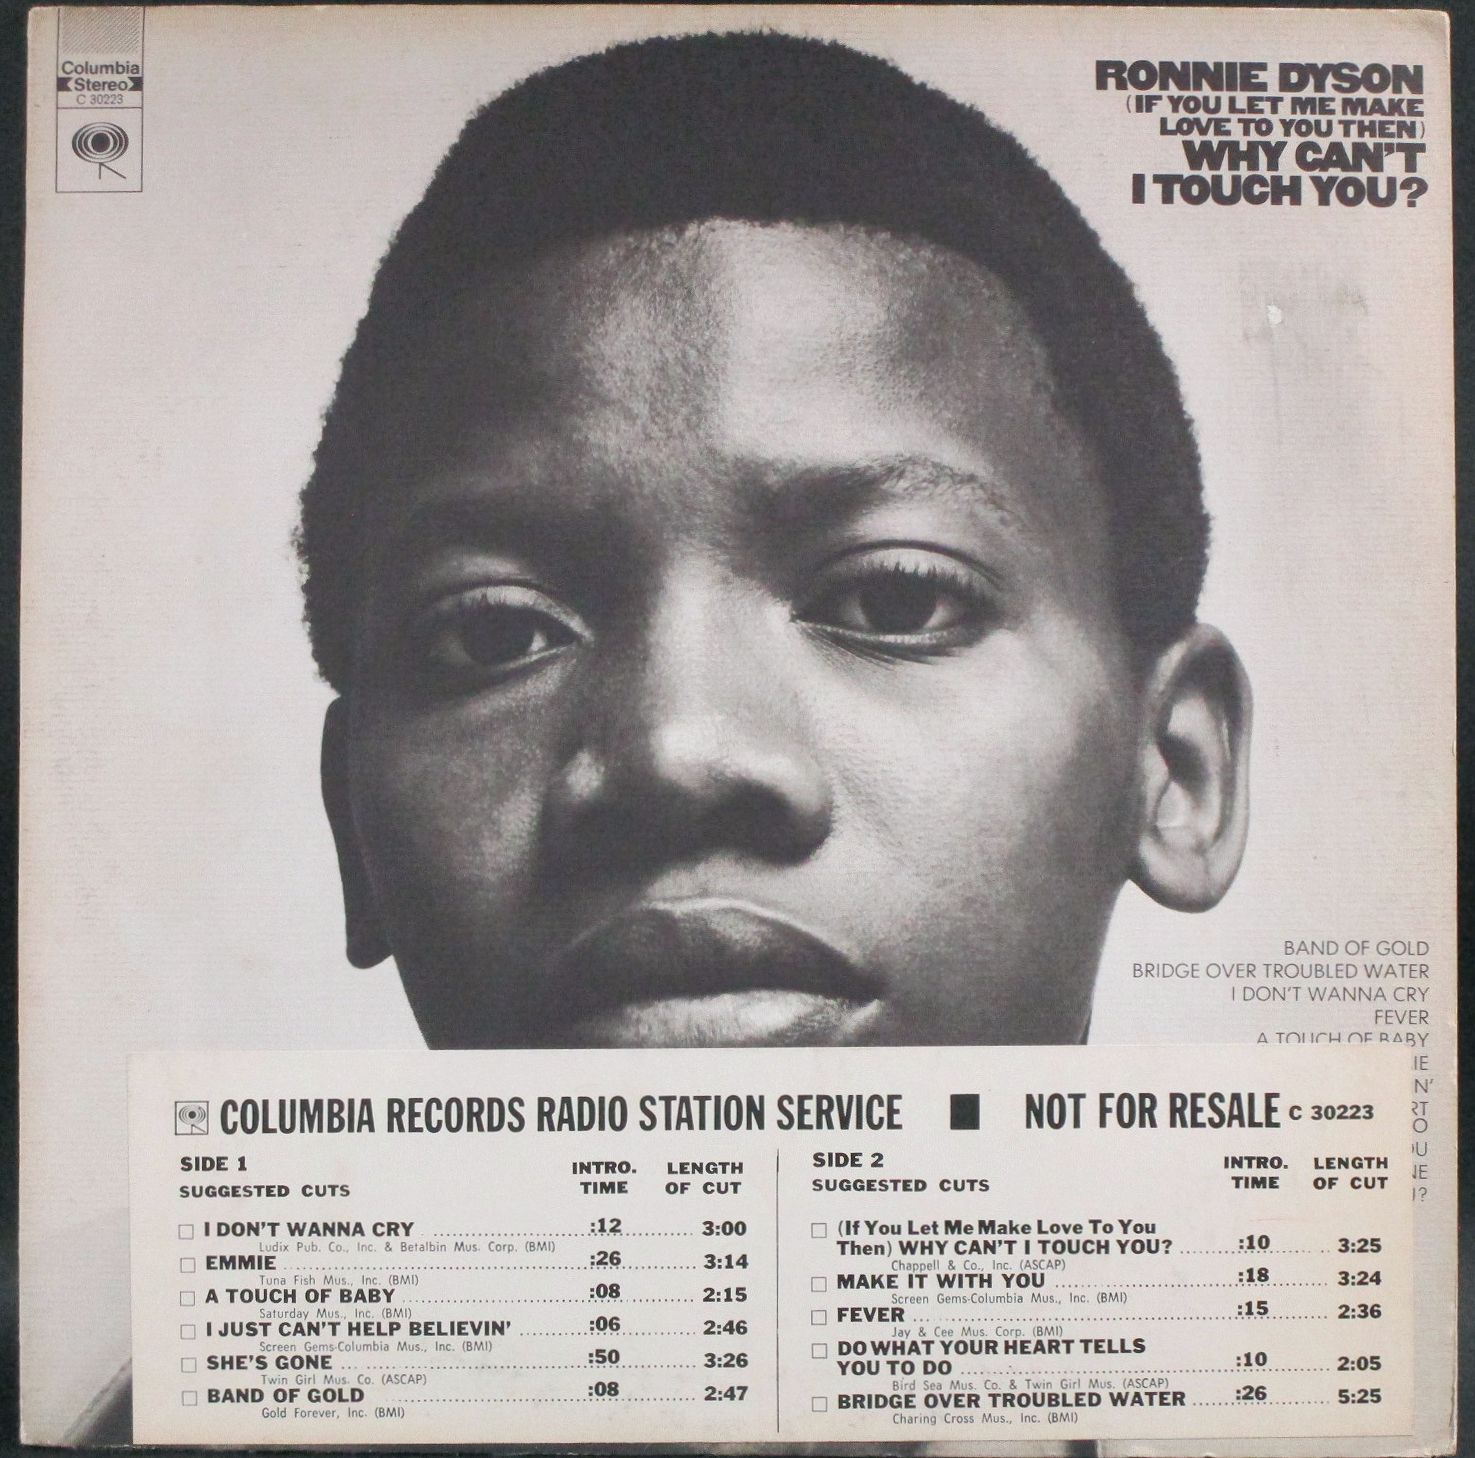 Columbia
Stereo
C 30223
RONNIE DYSON
(IF YOU LET ME MAKE
LOVE TO YOU THEN)
WHY CAN'T
I TOUCH YOU?
BAND OF GOLD
BRIDGE OVER TROUBLED WATER
I DON'T WANNA CRY
FEVER
A TOUCH OF BABY
IE
N'
RT
O
OU
NE
U?
COLUMBIA RECORDS RADIO STATION SERVICE ■ NOT FOR RESALE C 30223
SIDE 1 INTRO. LENGTH
SUGGESTED CUTS TIME OF CUT
I DON'T WANNA CRY :12 3:00
Ludix Pub. Co., Inc. & Betalbin Mus. Corp. (BMI)
EMMIE :26 3:14
Tuna Fish Mus., Inc. (BMI)
A TOUCH OF BABY :08 2:15
Saturday Mus., Inc. (BMI)
I JUST CAN'T HELP BELIEVIN' :06 2:46
Screen Gems-Columbia Mus., Inc. (BMI)
SHE'S GONE :50 3:26
Twin Girl Mus. Co. (ASCAP)
BAND OF GOLD :08 2:47
Gold Forever, Inc. (BMI)
SIDE 2 INTRO. LENGTH
SUGGESTED CUTS TIME OF CUT
(If You Let Me Make Love To You
Then) WHY CAN'T I TOUCH YOU? :10 3:25
Chappell & Co., Inc. (ASCAP)
MAKE IT WITH YOU :18 3:24
Screen Gems-Columbia Mus., Inc. (BMI)
FEVER :15 2:36
Jay & Cee Mus. Corp. (BMI)
DO WHAT YOUR HEART TELLS
YOU TO DO :10 2:05
Bird Sea Mus. Co. & Twin Girl Mus. (ASCAP)
BRIDGE OVER TROUBLED WATER :26 5:25
Charing Cross Mus., Inc. (BMI)